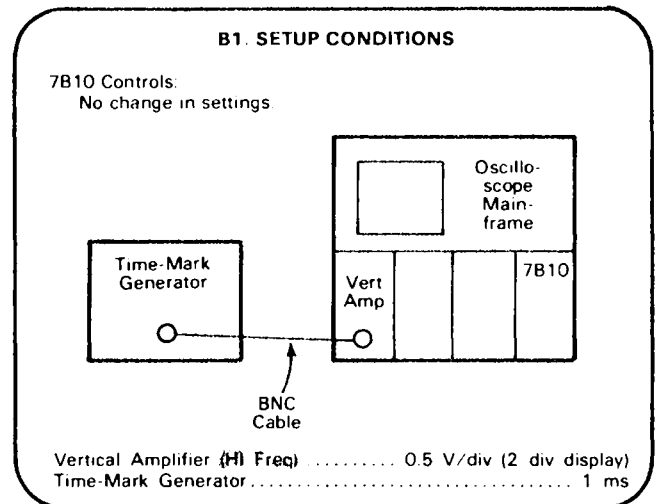 B1. SETUP CONDITIONS
7B10 Controls:
No change in settings.
Oscillo-
scope
Main-
frame
Time-Mark
Generator
Vert
Amp
7B10
BNC
Cable
Vertical Amplifier (HI Freq) ......... 0.5 V/div (2 div display)
Time-Mark Generator ................................... 1 ms